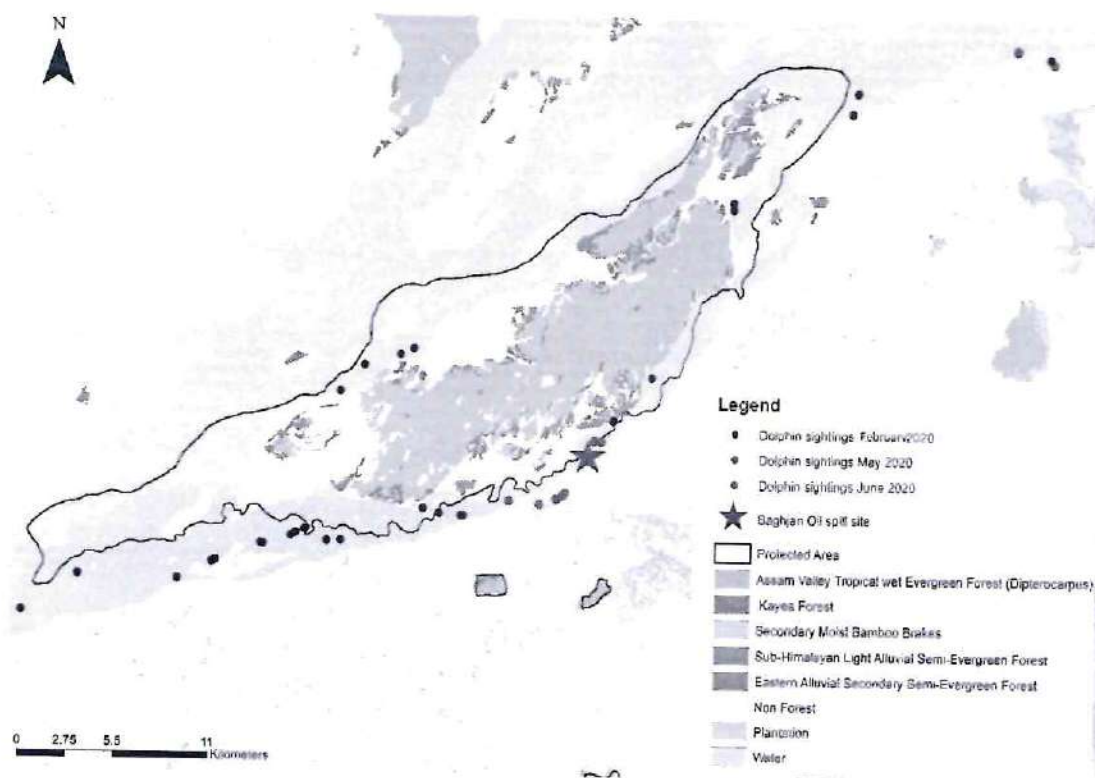 N
Legend
Dolphin sightings February2020
Dolphin sightings May 2020
Dolphin sightings June 2020
Baghjan Oil spill site
Protected Area
Assam Valley Tropical wet Evergreen Forest (Dipterocarpus)
Kayea Forest
Secondary Moist Bamboo Brakes
Sub-Himalayan Light Alluvial Semi-Evergreen Forest
Eastern Alluvial Secondary Semi-Evergreen Forest
Non Forest
Plantation
Water
0 2.75 5.5 11
Kilometers